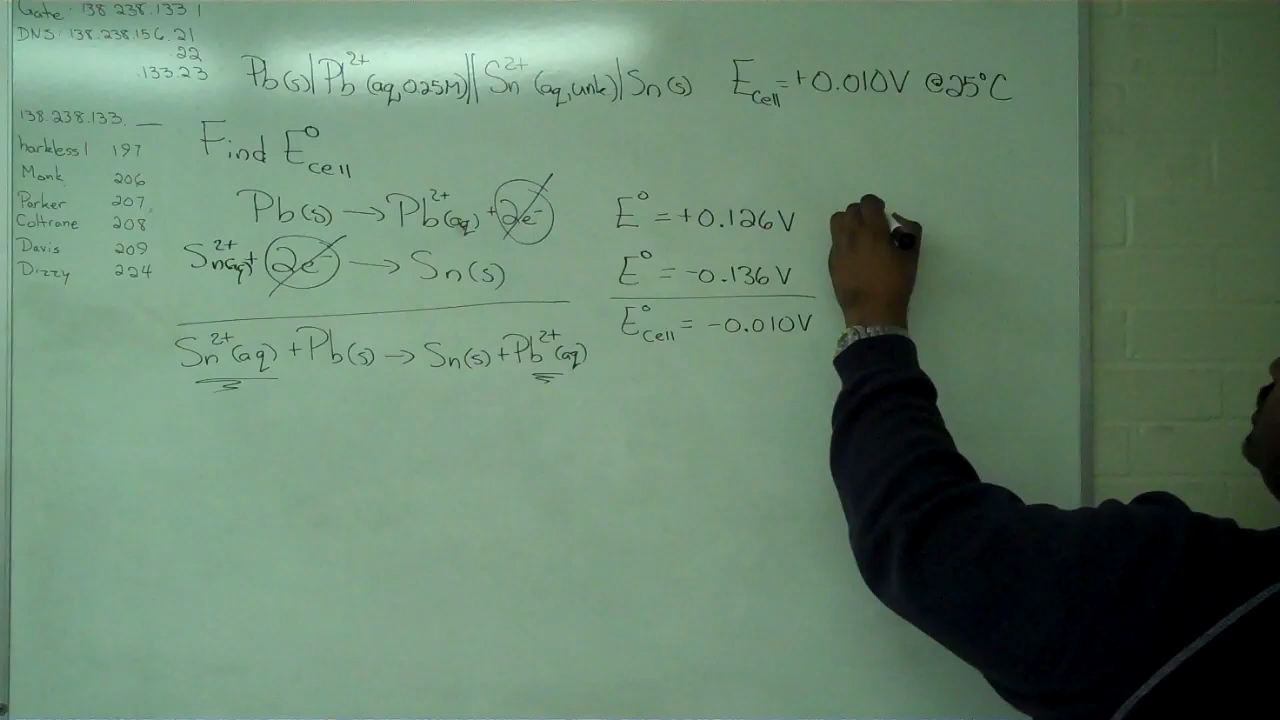 Gate: 138.238.133 1
DNS: 138.238.156.21
22
133.23
138.238.133. __
harkless1 197
Monk 206
Parker 207
Coltrane 208
Davis 209
Dizzy 224
Pb(s)|Pb²⁺(aq, 0.25M)||Sn²⁺(aq, unk)|Sn(s) E cell = +0.010V @25°C
Find E° cell
Pb(s) → Pb²⁺(aq) + 2e⁻ E° = +0.126V
Sn²⁺(aq) + 2e⁻ → Sn(s) E° = -0.136V
Sn²⁺(aq) + Pb(s) → Sn(s) + Pb²⁺(aq) E° cell = -0.010V